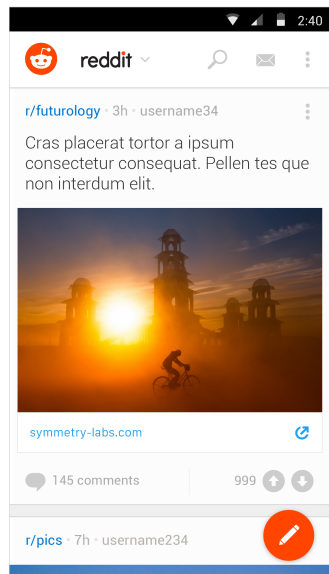 2:40
reddit
r/futurology • 3h • username34
Cras placerat tortor a ipsum
consectetur consequat. Pellen tes que
non interdum elit.
symmetry-labs.com
145 comments
999
r/pics • 7h • username234